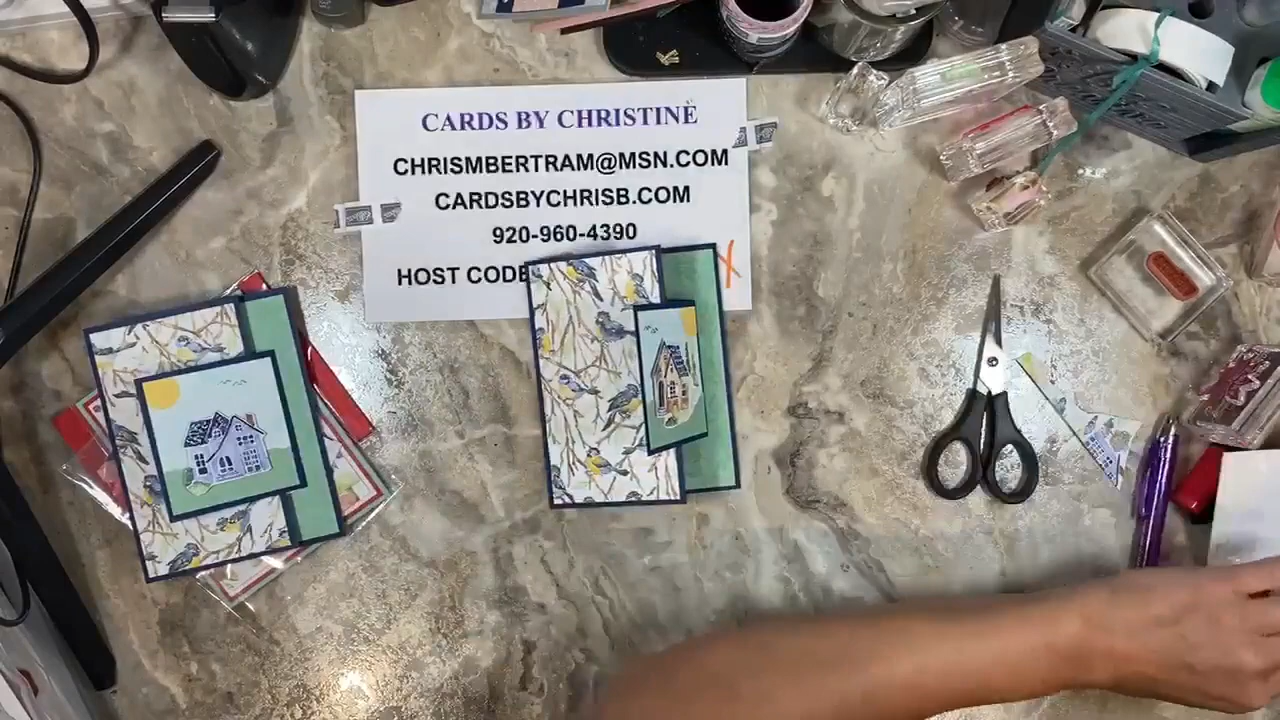 CARDS BY CHRISTINE
CHRISMBERTRAM@MSN.COM
CARDSBYCHRISB.COM
920-960-4390
HOST CODE